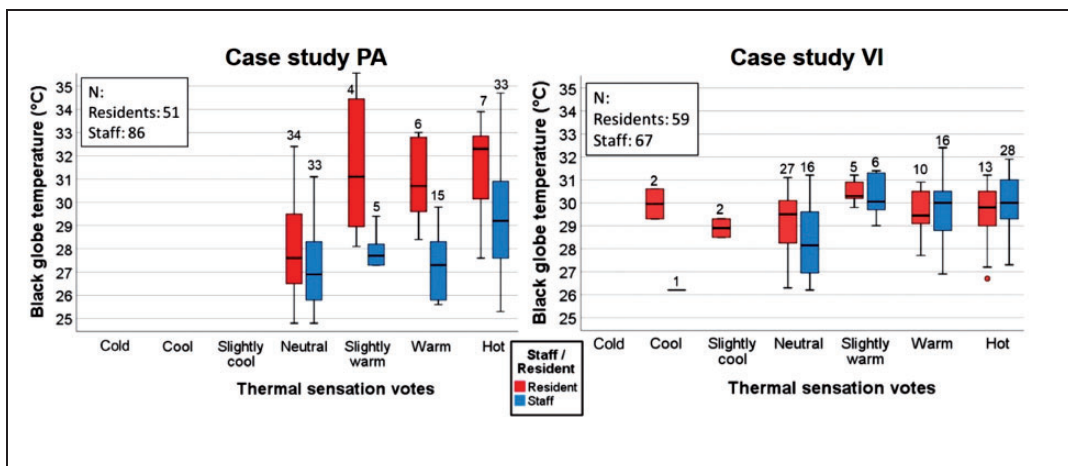 Case study PA
N:
Residents: 51
Staff: 86
Black globe temperature (°C)
35
34
33
32
31
30
29
28
27
26
25
34
33
4
5
6
15
7
33
Cold
Cool
Slightly cool
Neutral
Slightly warm
Warm
Hot
Thermal sensation votes
Staff /
Resident
Resident
Staff
Case study VI
N:
Residents: 59
Staff: 67
Black globe temperature (°C)
35
34
33
32
31
30
29
28
27
26
25
2
1
2
27
16
5
6
10
16
13
28
Cold
Cool
Slightly cool
Neutral
Slightly warm
Warm
Hot
Thermal sensation votes